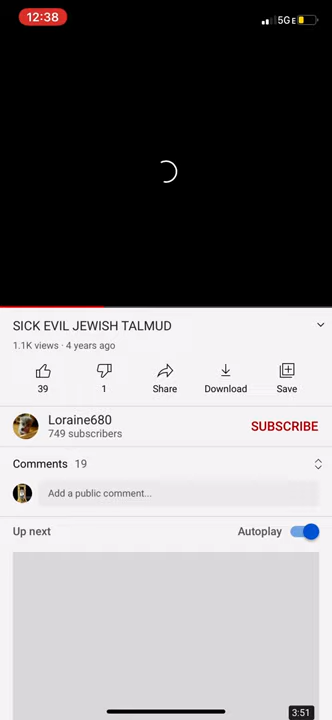 12:38
5GE
SICK EVIL JEWISH TALMUD
1.1K views · 4 years ago
39
1
Share
Download
Save
Loraine680
749 subscribers
SUBSCRIBE
Comments 19
Add a public comment...
Up next
Autoplay
3:51